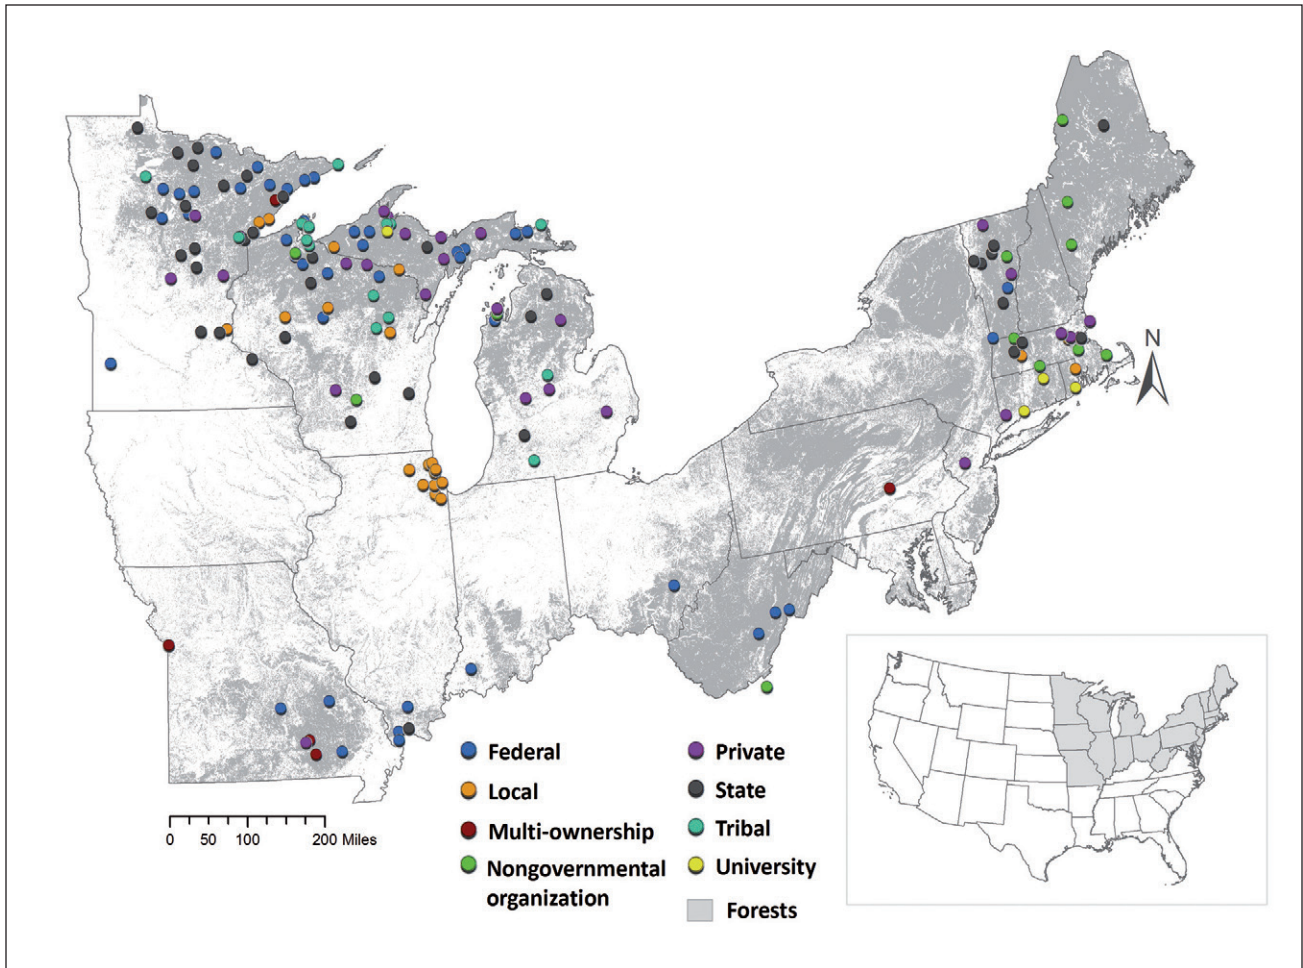 N
Federal
Local
Multi-ownership
Nongovernmental
organization
Private
State
Tribal
University
Forests
0 50 100 200 Miles